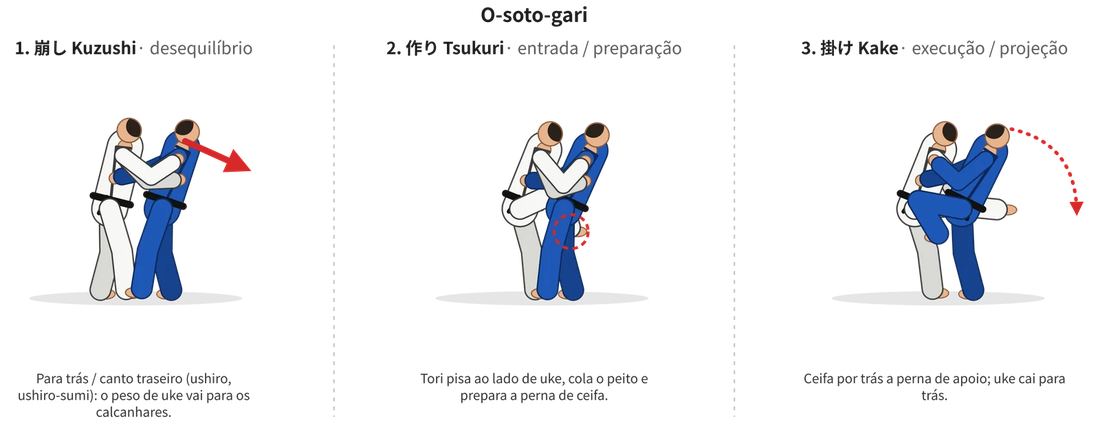 O-soto-gari
1. 崩し Kuzushi · desequilíbrio
Para trás / canto traseiro (ushiro,
ushiro-sumi): o peso de uke vai para os
calcanhares.
2. 作り Tsukuri · entrada / preparação
Tori pisa ao lado de uke, cola o peito e
prepara a perna de ceifa.
3. 掛け Kake · execução / projeção
Ceifa por trás a perna de apoio; uke cai para
trás.